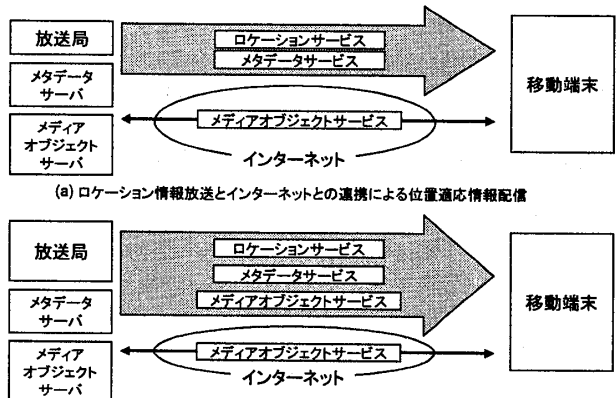 放送局
メタデータ
サーバ
メディア
オブジェクト
サーバ
ロケーションサービス
メタデータサービス
メディアオブジェクトサービス
インターネット
移動端末
(a) ロケーション情報放送とインターネットとの連携による位置適応情報配信
放送局
メタデータ
サーバ
メディア
オブジェクト
サーバ
ロケーションサービス
メタデータサービス
メディアオブジェクトサービス
メディアオブジェクトサービス
インターネット
移動端末